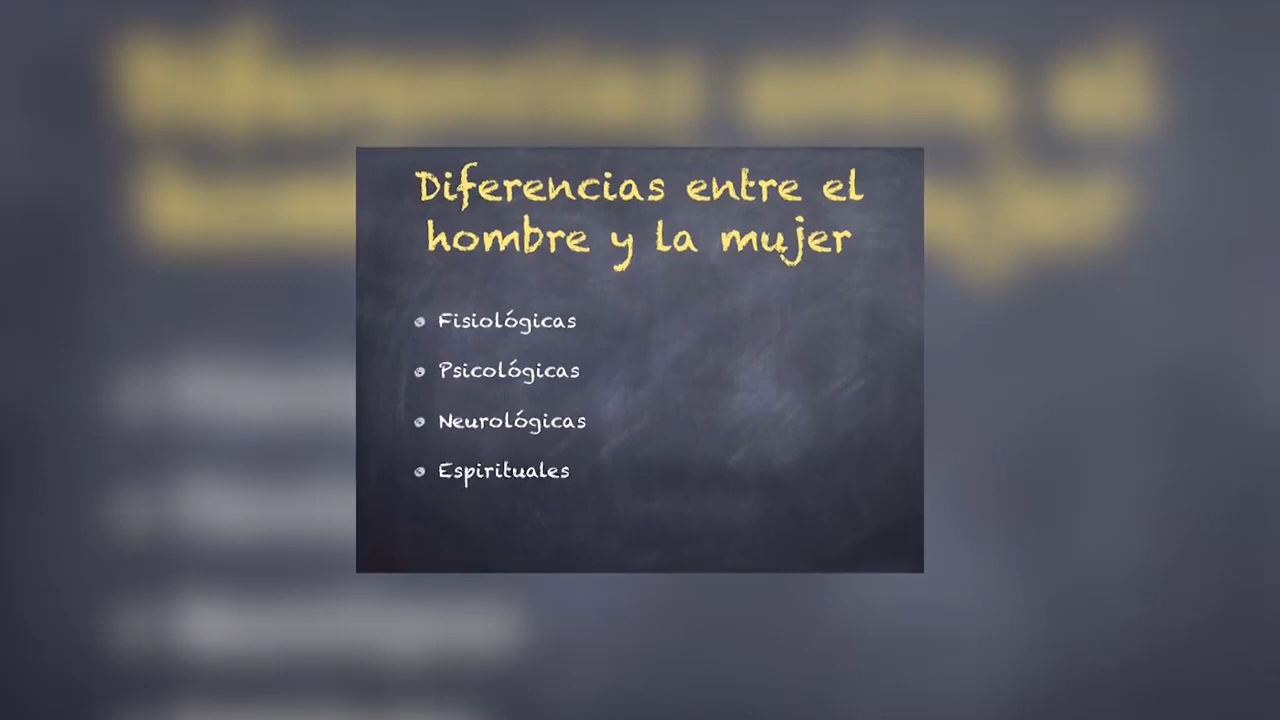 Diferencias entre el
hombre y la mujer
Fisiológicas
Psicológicas
Neurológicas
Espirituales